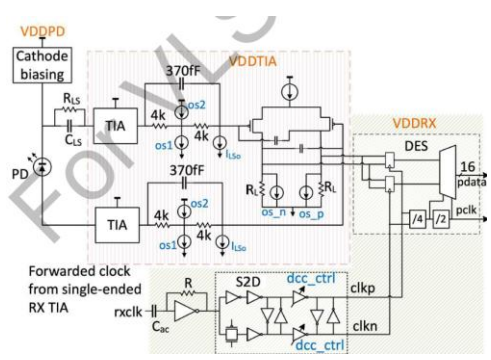 VDDPD
Cathode
biasing
RLS
CLS
PD
TIA
370fF
4k
os2
os1
4k
ILSo
TIA
370fF
4k
os2
os1
4k
ILSo
VDDTIA
RL
os_n
os_p
RL
VDDRX
DES
16
pdata
/4
/2
pclk
Forwarded clock
from single-ended
RX TIA
rxclk
Cac
R
S2D
dcc_ctrl
clkp
clkn
dcc_ctrl
For VLS